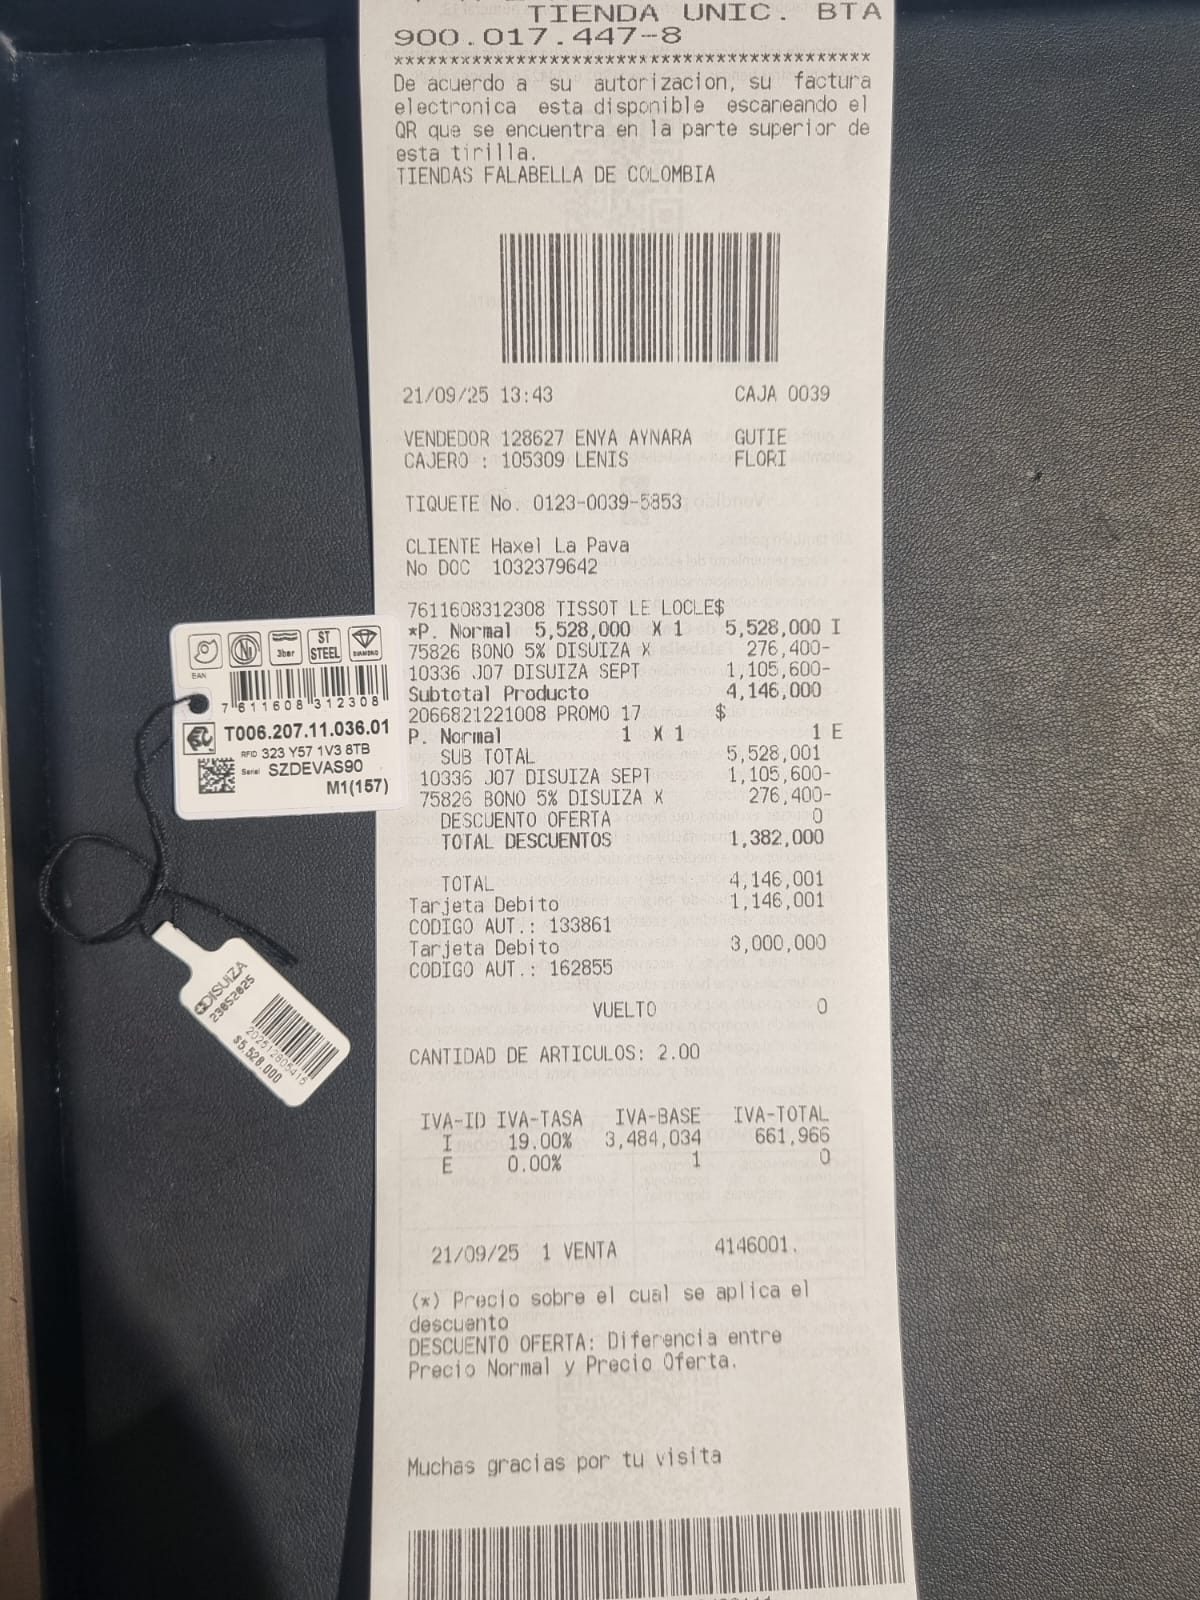 TIENDA UNIC. BTA
900.017.447-8
******************************************
De acuerdo a su autorizacion, su factura
electronica esta disponible escaneando el
QR que se encuentra en la parte superior de
esta tirilla.
TIENDAS FALABELLA DE COLOMBIA
21/09/25 13:43 CAJA 0039
VENDEDOR 128627 ENYA AYNARA GUTIE
CAJERO : 105309 LENIS FLORI
TIQUETE No. 0123-0039-5853
CLIENTE Haxel La Pava
No DOC 1032379642
7611608312308 TISSOT LE LOCLE$
*P. Normal 5,528,000 X 1 5,528,000 I
75826 BONO 5% DISUIZA X 276,400-
10336 J07 DISUIZA SEPT 1,105,600-
Subtotal Producto 4,146,000
2066821221008 PROMO 17 $
P. Normal 1 X 1 1 E
SUB TOTAL 5,528,001
10336 J07 DISUIZA SEPT 1,105,600-
75826 BONO 5% DISUIZA X 276,400-
DESCUENTO OFERTA 0
TOTAL DESCUENTOS 1,382,000
TOTAL 4,146,001
Tarjeta Debito 1,146,001
CODIGO AUT.: 133861
Tarjeta Debito 3,000,000
CODIGO AUT.: 162855
VUELTO 0
CANTIDAD DE ARTICULOS: 2.00
IVA-ID IVA-TASA IVA-BASE IVA-TOTAL
I 19.00% 3,484,034 661,966
E 0.00% 1 0
21/09/25 1 VENTA 4146001.
(*) Precio sobre el cual se aplica el
descuento
DESCUENTO OFERTA: Diferencia entre
Precio Normal y Precio Oferta.
Muchas gracias por tu visita
3bar ST STEEL DIAMOND
EAN
7 611608 312308
T006.207.11.036.01
RFID 323 Y57 1V3 8TB
Serial SZDEVAS90
M1(157)
DISUIZA
23052025
202512805415
$5.528.000